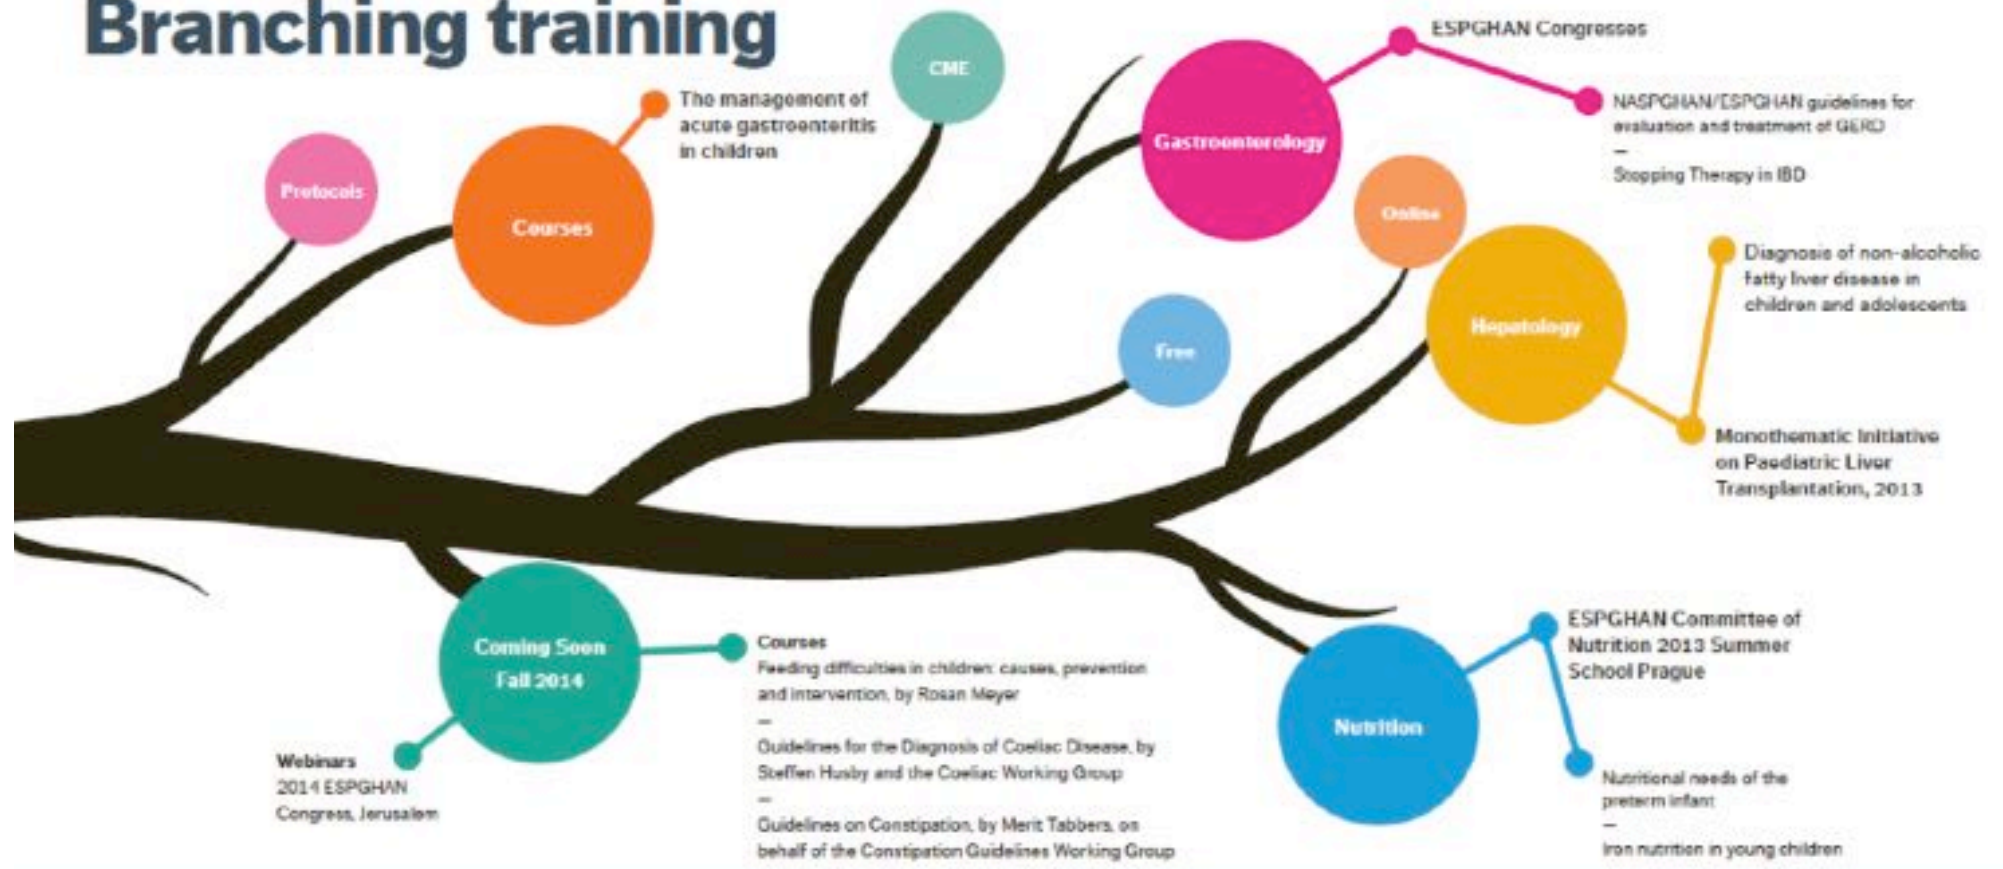 Branching training
CME
ESPGHAN Congresses
The management of
acute gastroenteritis
in children
NASPGHAN/ESPGHAN guidelines for
evaluation and treatment of GERD
–
Stopping Therapy in IBD
Gastroenterology
Protocols
Courses
Online
Diagnosis of non-alcoholic
fatty liver disease in
children and adolescents
Hepatology
Free
Monothematic Initiative
on Paediatric Liver
Transplantation, 2013
Coming Soon
Fall 2014
Courses
Feeding difficulties in children: causes, prevention
and intervention, by Rosan Meyer
–
Guidelines for the Diagnosis of Coeliac Disease, by
Steffen Husby and the Coeliac Working Group
–
Guidelines on Constipation, by Merit Tabbers, on
behalf of the Constipation Guidelines Working Group
Webinars
2014 ESPGHAN
Congress, Jerusalem
ESPGHAN Committee of
Nutrition 2013 Summer
School Prague
Nutrition
Nutritional needs of the
preterm infant
–
Iron nutrition in young children